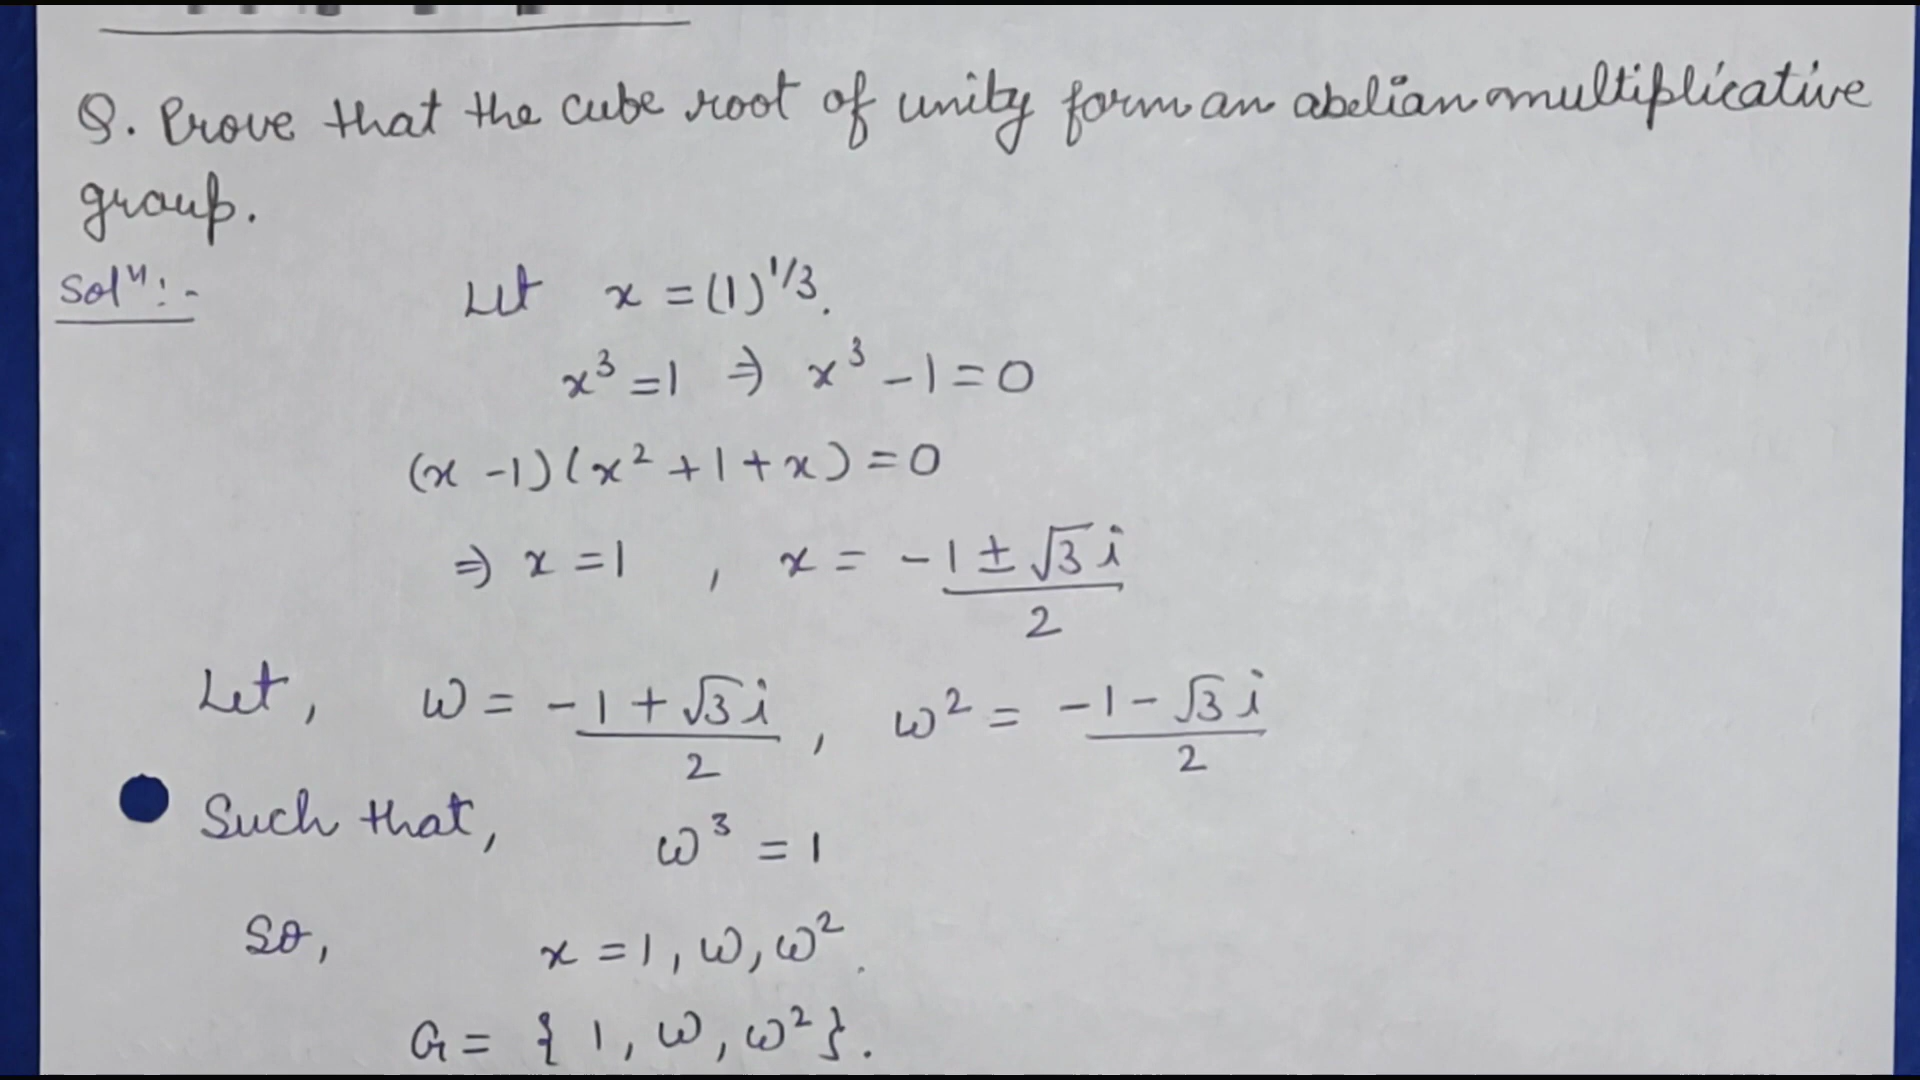 Q. Prove that the cube root of unity form an abelian multiplicative
group.
Solⁿ:- Let x = (1)^1/3.
x³ = 1 ⇒ x³ - 1 = 0
(x - 1)(x² + 1 + x) = 0
⇒ x = 1 , x = -1 ± √3 i / 2
Let, ω = -1 + √3 i / 2 , ω² = -1 - √3 i / 2
Such that, ω³ = 1
So, x = 1, ω, ω².
G = { 1, ω, ω² }.